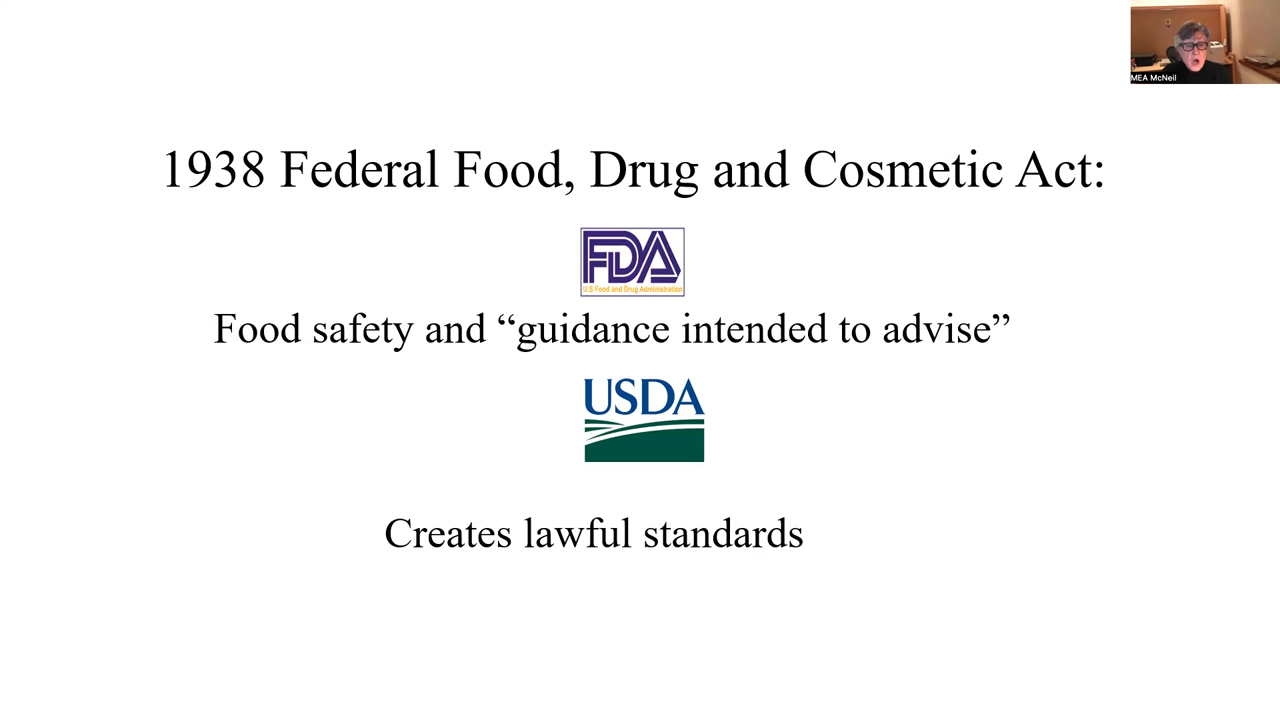 MEA McNeil
1938 Federal Food, Drug and Cosmetic Act:
FDA
U.S Food and Drug Administration
Food safety and “guidance intended to advise”
USDA
Creates lawful standards